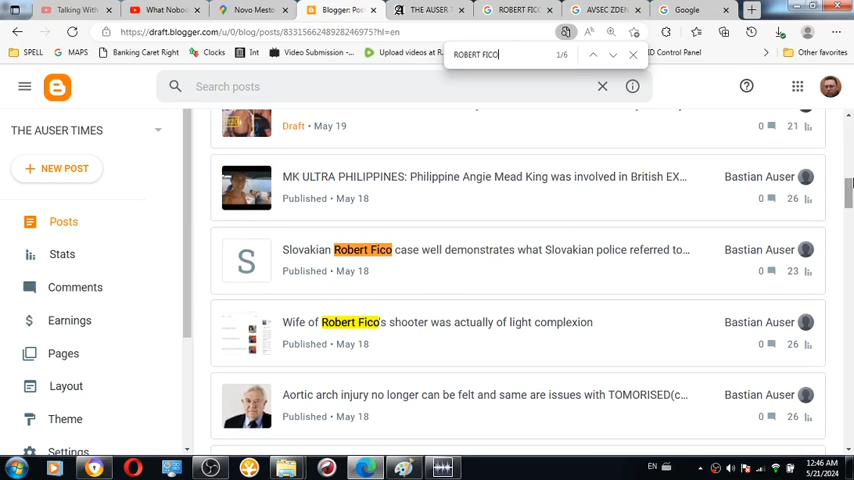 Talking With
What Nobo
Novo Mesto
Blogger: Pos
THE AUSER T
ROBERT FIC
AVSEC ZDEN
Google
https://draft.blogger.com/u/0/blog/posts/8331566248928246975?hl=en
SPELL
MAPS
Banking Caret Right
Clocks
Video Submission -...
Upload videos at R
ID Control Panel
Other favorites
ROBERT FICO
1/6
Search posts
THE AUSER TIMES
NEW POST
Posts
Stats
Comments
Earnings
Pages
Layout
Theme
Settings
Draft • May 19
0 21
MK ULTRA PHILIPPINES: Philippine Angie Mead King was involved in British EX...
Bastian Auser
Published • May 18
0 26
S
Slovakian Robert Fico case well demonstrates what Slovakian police referred to...
Bastian Auser
Published • May 18
0 23
Wife of Robert Fico's shooter was actually of light complexion
Bastian Auser
Published • May 18
0 26
Aortic arch injury no longer can be felt and same are issues with TOMORISED(c...
Bastian Auser
Published • May 18
0 26
EN
12:46 AM
5/21/2024